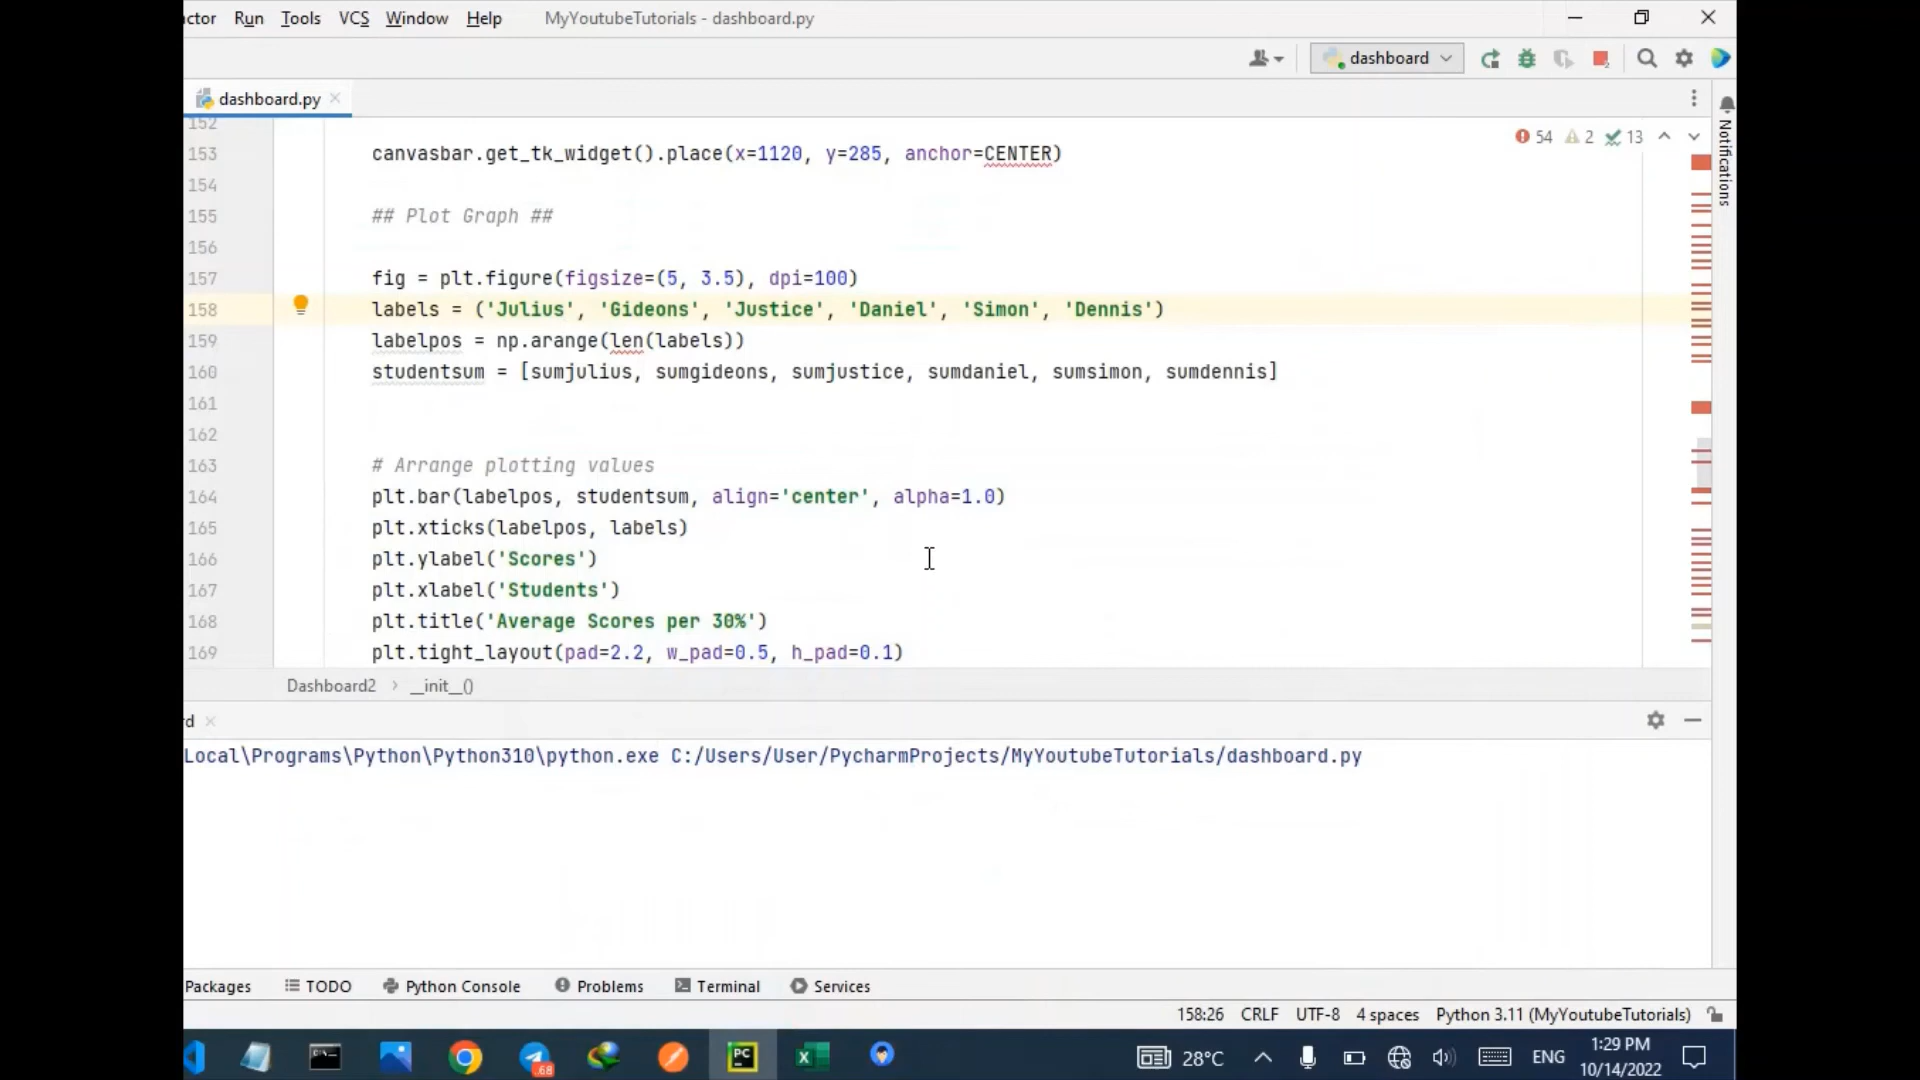 ctor Run Tools VCS Window Help MyYoutubeTutorials - dashboard.py
dashboard
dashboard.py
54 2 13
Notifications
152
153 canvasbar.get_tk_widget().place(x=1120, y=285, anchor=CENTER)
154
155 ## Plot Graph ##
156
157 fig = plt.figure(figsize=(5, 3.5), dpi=100)
158 labels = ('Julius', 'Gideons', 'Justice', 'Daniel', 'Simon', 'Dennis')
159 labelpos = np.arange(len(labels))
160 studentsum = [sumjulius, sumgideons, sumjustice, sumdaniel, sumsimon, sumdennis]
161
162
163 # Arrange plotting values
164 plt.bar(labelpos, studentsum, align='center', alpha=1.0)
165 plt.xticks(labelpos, labels)
166 plt.ylabel('Scores')
167 plt.xlabel('Students')
168 plt.title('Average Scores per 30%')
169 plt.tight_layout(pad=2.2, w_pad=0.5, h_pad=0.1)
Dashboard2 › __init__()
rd
Local\Programs\Python\Python310\python.exe C:/Users/User/PycharmProjects/MyYoutubeTutorials/dashboard.py
Packages TODO Python Console Problems Terminal Services
158:26 CRLF UTF-8 4 spaces Python 3.11 (MyYoutubeTutorials)
.68 PC 28°C ENG 1:29 PM
10/14/2022